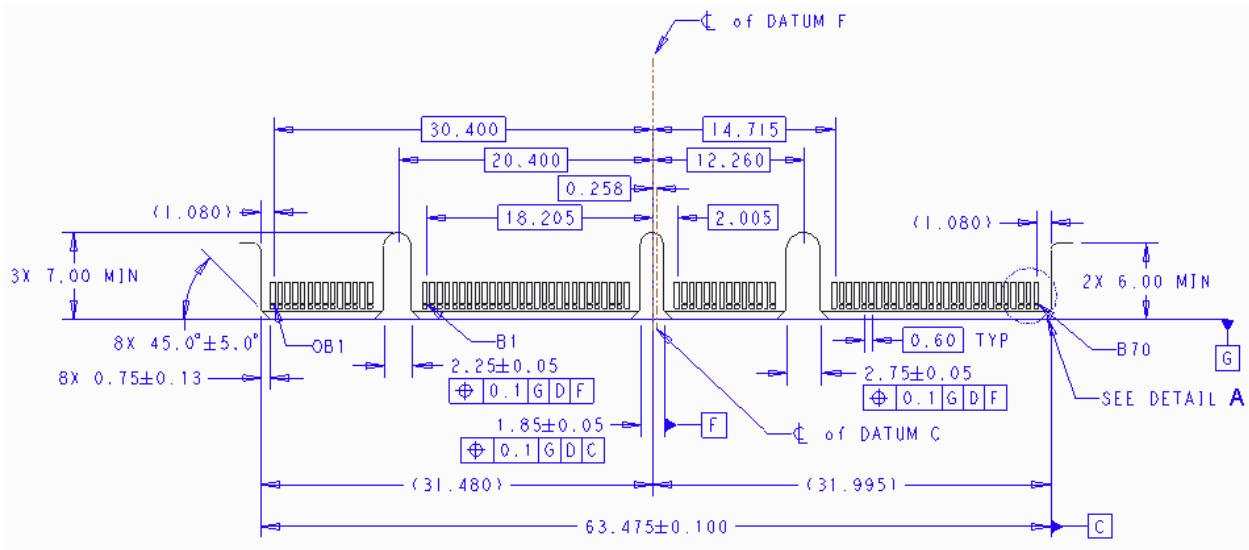 ℄ of DATUM F
30.400
14.715
20.400
12.260
0.258
(1.080)
18.205
2.005
(1.080)
3X 7.00 MIN
2X 6.00 MIN
8X 45.0°±5.0°
OB1
B1
0.60 TYP
B70
G
8X 0.75±0.13
2.25±0.05
⌖ 0.1 G D F
2.75±0.05
⌖ 0.1 G D F
SEE DETAIL A
1.85±0.05
F
℄ of DATUM C
⌖ 0.1 G D C
(31.480)
(31.995)
63.475±0.100
C